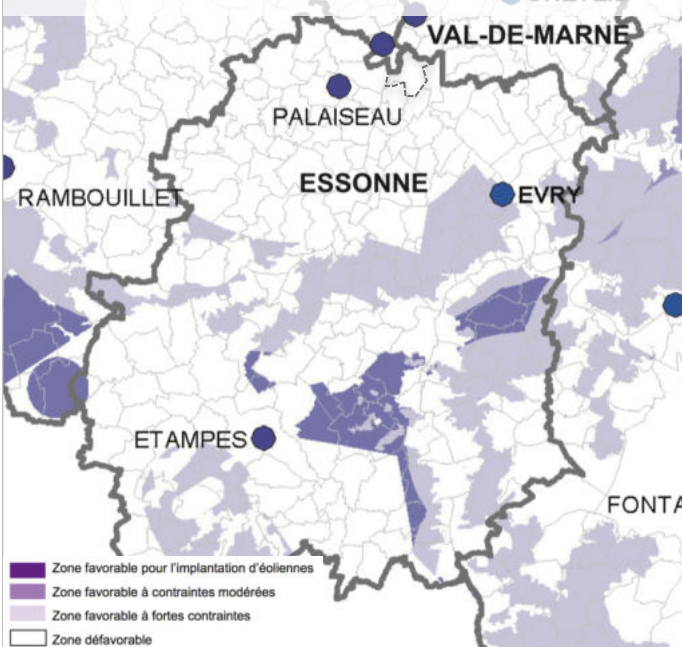 VAL-DE-MARNE
PALAISEAU
ESSONNE
RAMBOUILLET
EVRY
ETAMPES
FONTA
Zone favorable pour l'implantation d'éoliennes
Zone favorable à contraintes modérées
Zone favorable à fortes contraintes
Zone défavorable